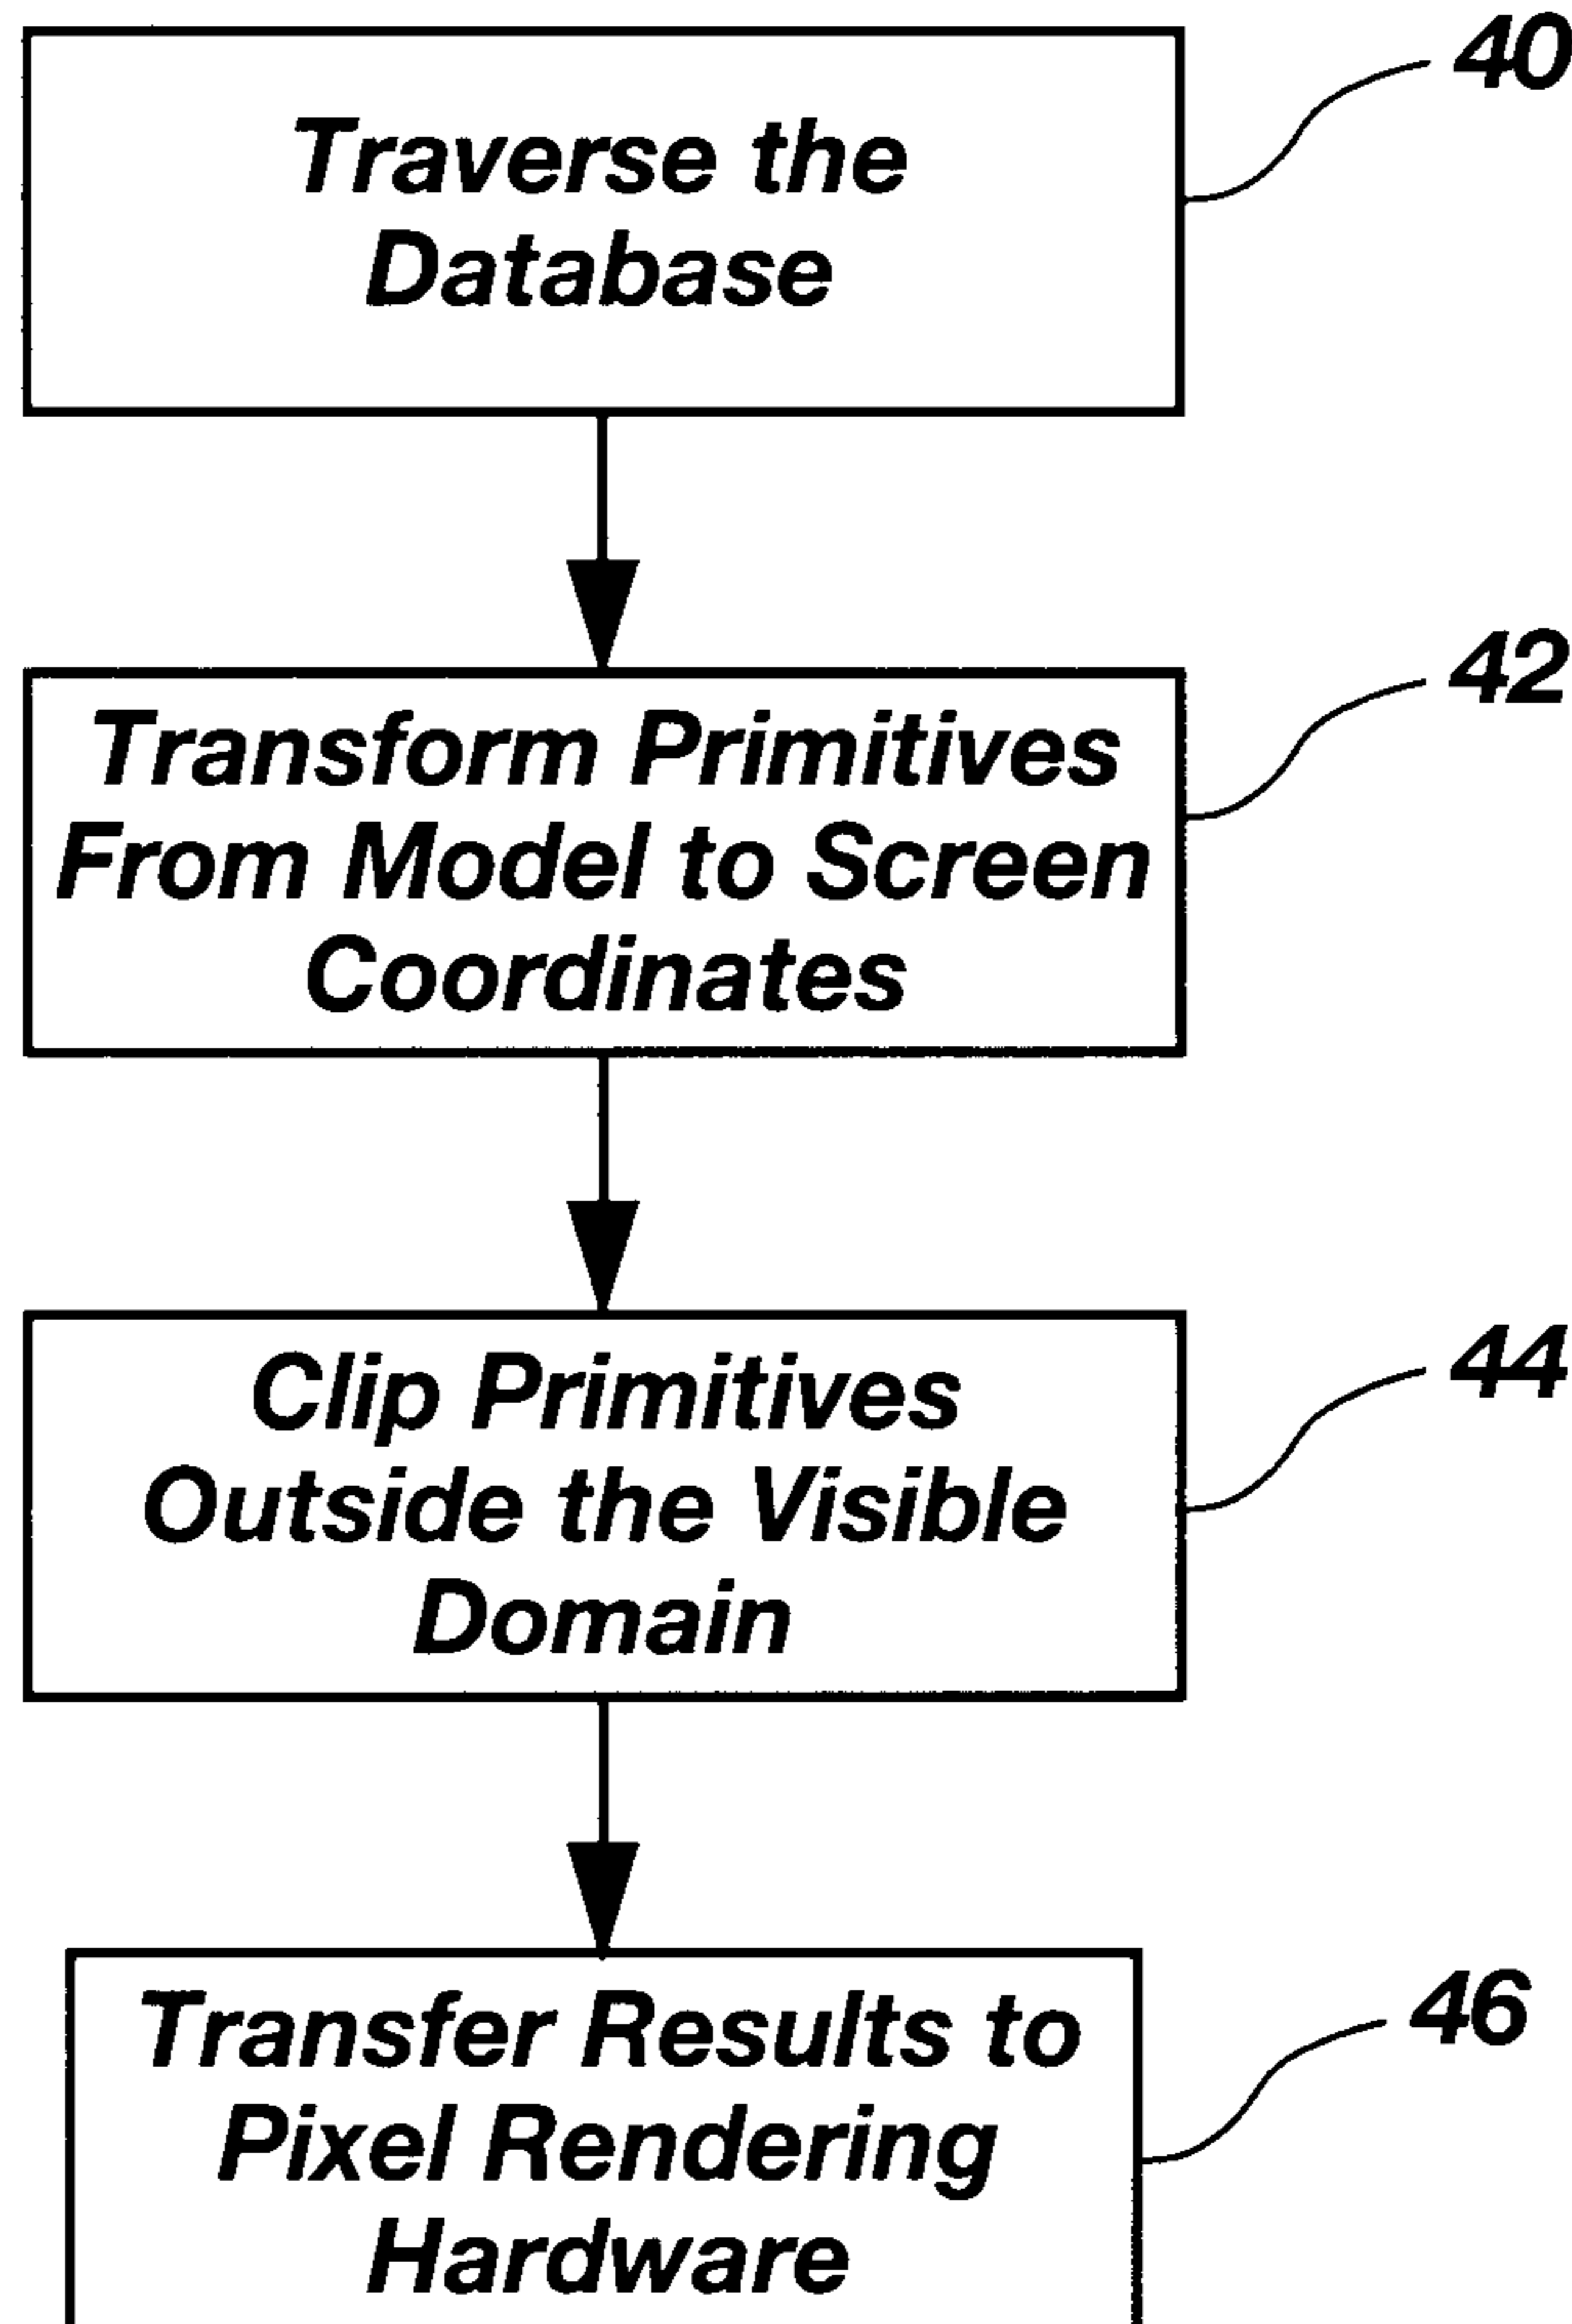 40
Traverse the
Database
42
Transform Primitives
From Model to Screen
Coordinates
44
Clip Primitives
Outside the Visible
Domain
46
Transfer Results to
Pixel Rendering
Hardware